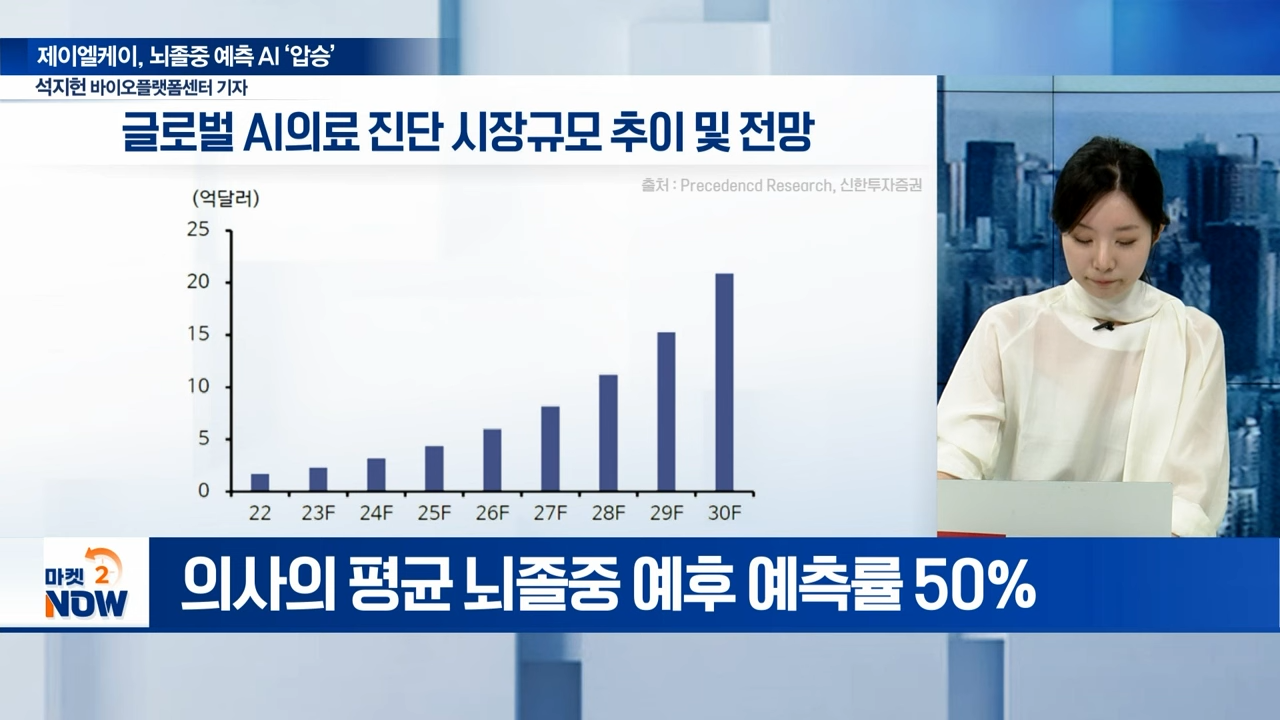 제이엘케이, 뇌졸중 예측 AI ‘압승’
석지헌 바이오플랫폼센터 기자
글로벌 AI의료 진단 시장규모 추이 및 전망
출처 : Precedencd Research, 신한투자증권
(억달러)
25
20
15
10
5
0
22 23F 24F 25F 26F 27F 28F 29F 30F
마켓 2
NOW
의사의 평균 뇌졸중 예후 예측률 50%